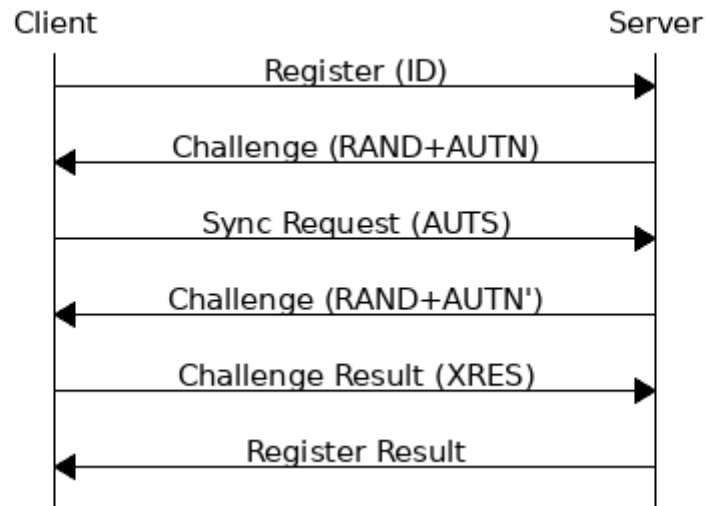 Client Server
Register (ID)
Challenge (RAND+AUTN)
Sync Request (AUTS)
Challenge (RAND+AUTN')
Challenge Result (XRES)
Register Result